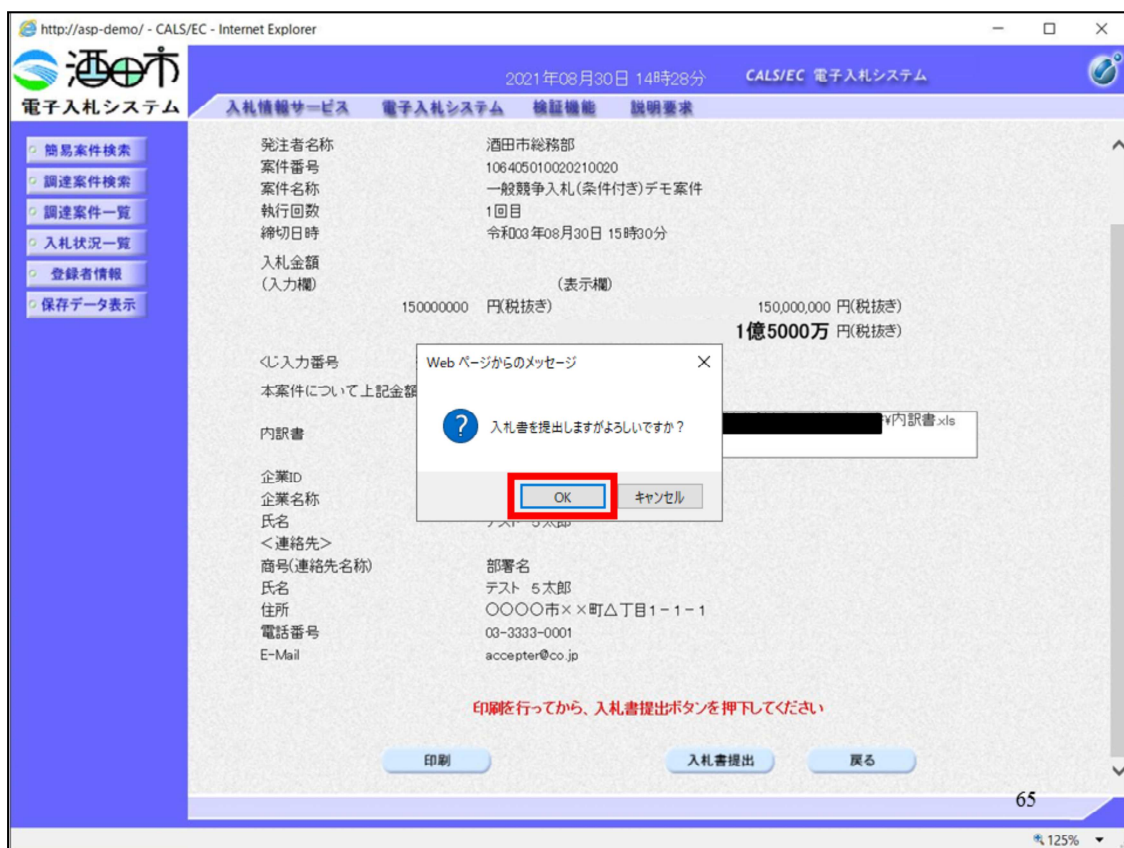 http://asp-demo/ - CALS/EC - Internet Explorer
酒田市
電子入札システム
2021年08月30日 14時28分
CALS/EC 電子入札システム
入札情報サービス 電子入札システム 検証機能 説明要求
簡易案件検索
調達案件検索
調達案件一覧
入札状況一覧
登録者情報
保存データ表示
発注者名称 酒田市総務部
案件番号 106405010020210020
案件名称 一般競争入札(条件付き)デモ案件
執行回数 1回目
締切日時 令和03年08月30日 15時30分
入札金額
(入力欄) (表示欄)
150000000 円(税抜き) 150,000,000 円(税抜き)
1億5000万 円(税抜き)
くじ入力番号
本案件について上記金額
内訳書 ¥内訳書.xls
Web ページからのメッセージ
入札書を提出しますがよろしいですか？
OK キャンセル
企業ID
企業名称
氏名 テスト 5太郎
<連絡先>
商号(連絡先名称) 部署名
氏名 テスト 5太郎
住所 〇〇〇〇市××町△丁目1-1-1
電話番号 03-3333-0001
E-Mail accepter@co.jp
印刷を行ってから、入札書提出ボタンを押下してください
印刷 入札書提出 戻る
65
125%